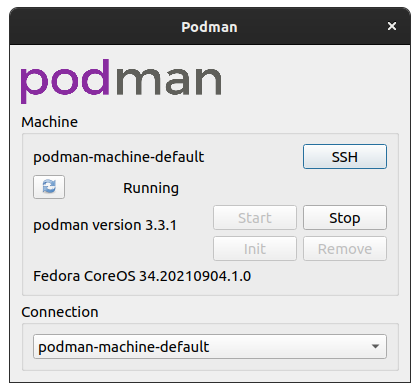 Podman
podman
Machine
podman-machine-default
SSH
Running
podman version 3.3.1
Start
Stop
Init
Remove
Fedora CoreOS 34.20210904.1.0
Connection
podman-machine-default